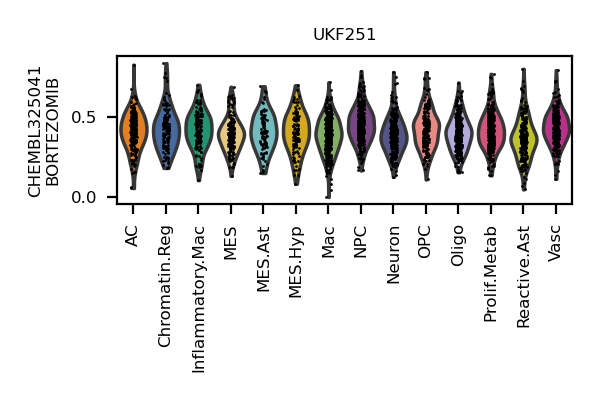 UKF251
CHEMBL325041
BORTEZOMIB
0.5
0.0
AC
Chromatin.Reg
Inflammatory.Mac
MES
MES.Ast
MES.Hyp
Mac
NPC
Neuron
OPC
Oligo
Prolif.Metab
Reactive.Ast
Vasc